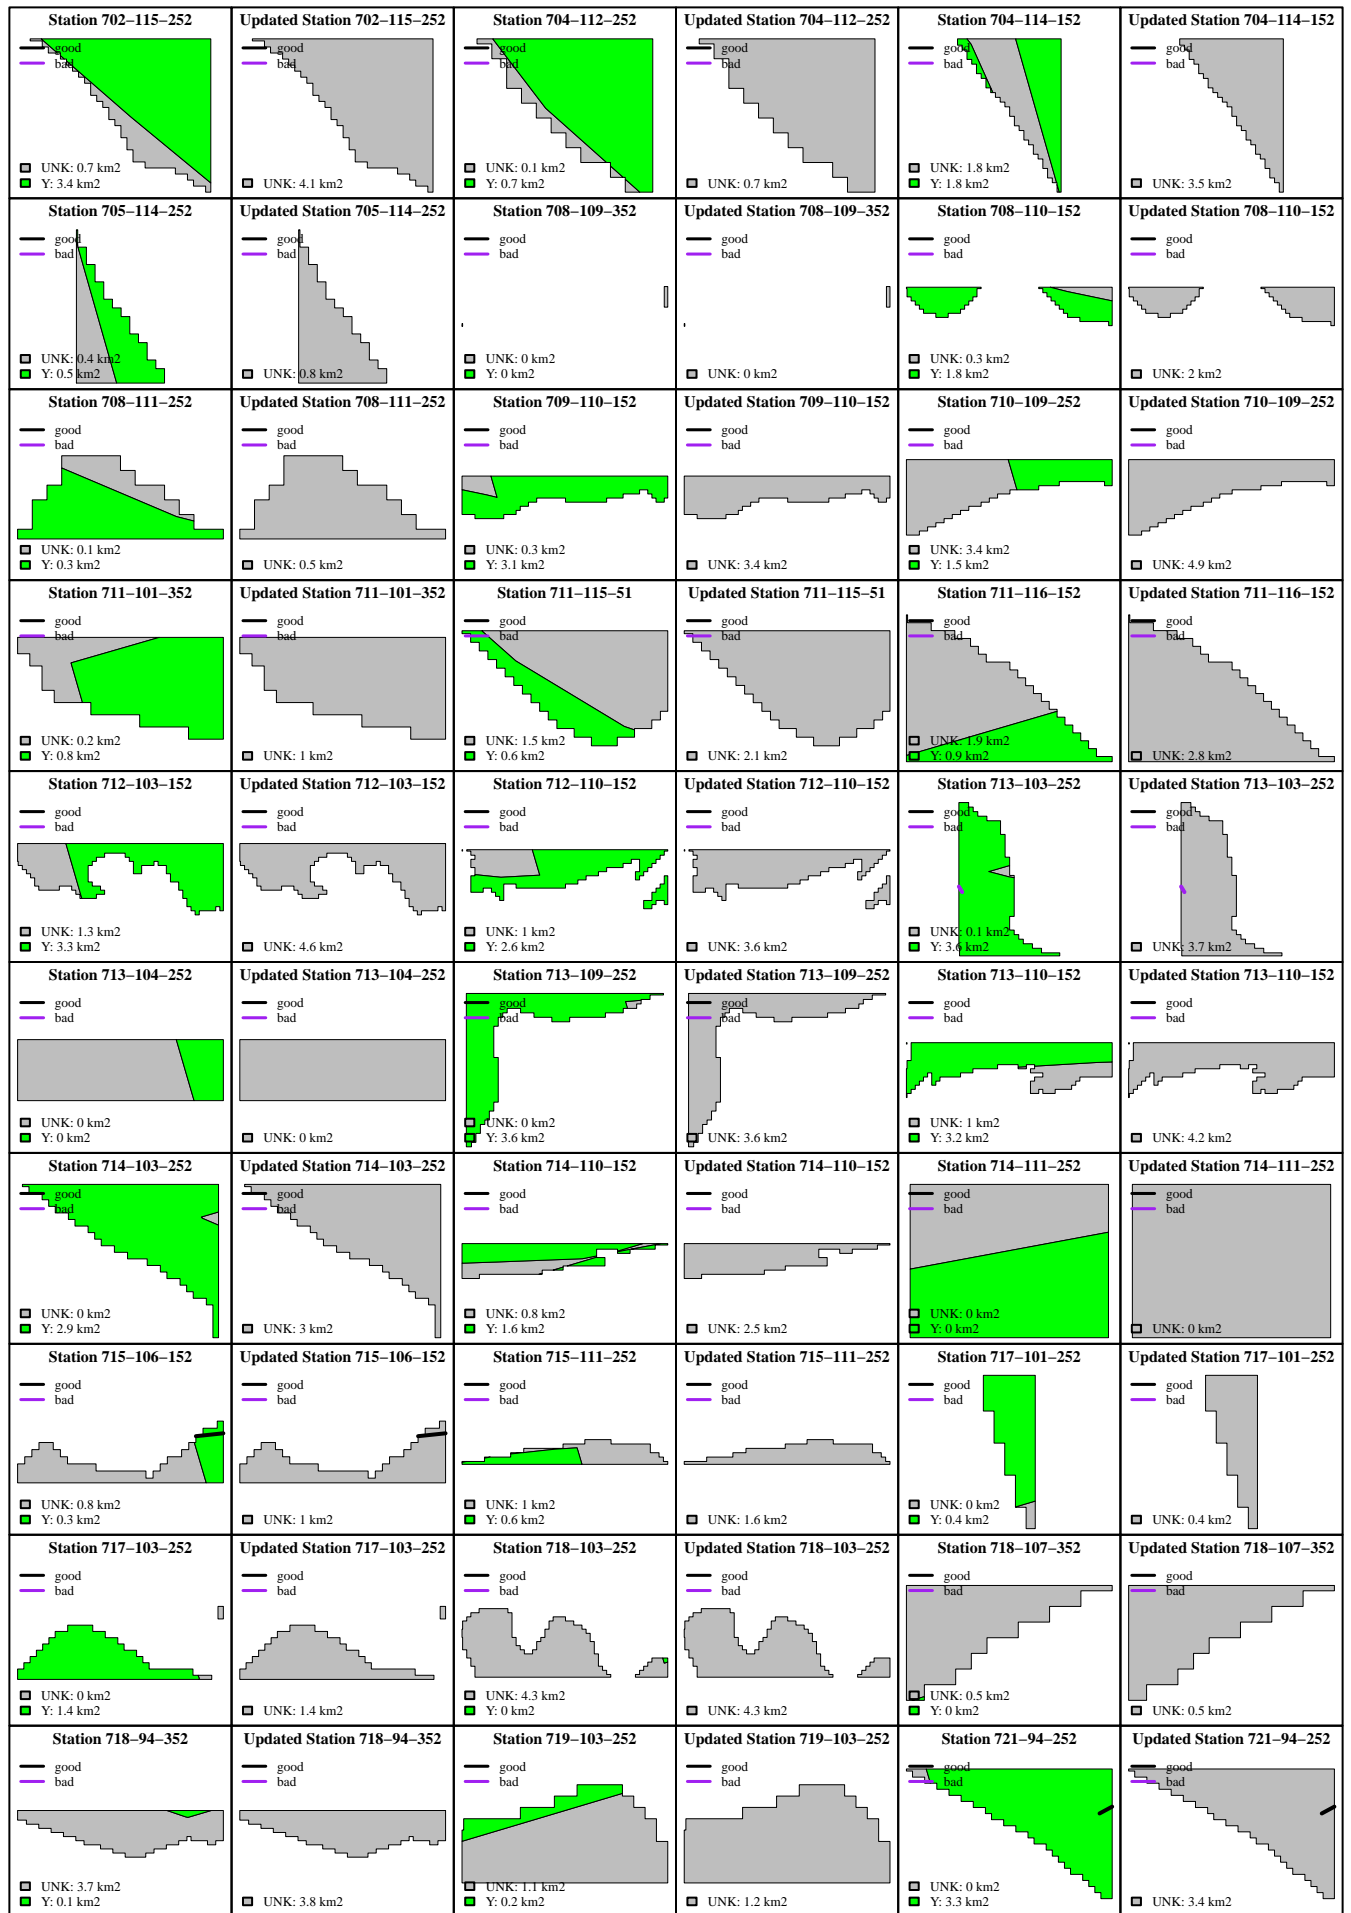 Station 702−115−252
good
bad
UNK: 0.7 km2
Y: 3.4 km2
Updated Station 702−115−252
good
bad
UNK: 4.1 km2
Station 704−112−252
good
bad
UNK: 0.1 km2
Y: 0.7 km2
Updated Station 704−112−252
good
bad
UNK: 0.7 km2
Station 704−114−152
good
bad
UNK: 1.8 km2
Y: 1.8 km2
Updated Station 704−114−152
good
bad
UNK: 3.5 km2
Station 705−114−252
good
bad
UNK: 0.4 km2
Y: 0.5 km2
Updated Station 705−114−252
good
bad
UNK: 0.8 km2
Station 708−109−352
good
bad
UNK: 0 km2
Y: 0 km2
Updated Station 708−109−352
good
bad
UNK: 0 km2
Station 708−110−152
good
bad
UNK: 0.3 km2
Y: 1.8 km2
Updated Station 708−110−152
good
bad
UNK: 2 km2
Station 708−111−252
good
bad
UNK: 0.1 km2
Y: 0.3 km2
Updated Station 708−111−252
good
bad
UNK: 0.5 km2
Station 709−110−152
good
bad
UNK: 0.3 km2
Y: 3.1 km2
Updated Station 709−110−152
good
bad
UNK: 3.4 km2
Station 710−109−252
good
bad
UNK: 3.4 km2
Y: 1.5 km2
Updated Station 710−109−252
good
bad
UNK: 4.9 km2
Station 711−101−352
good
bad
UNK: 0.2 km2
Y: 0.8 km2
Updated Station 711−101−352
good
bad
UNK: 1 km2
Station 711−115−51
good
bad
UNK: 1.5 km2
Y: 0.6 km2
Updated Station 711−115−51
good
bad
UNK: 2.1 km2
Station 711−116−152
good
bad
UNK: 1.9 km2
Y: 0.9 km2
Updated Station 711−116−152
good
bad
UNK: 2.8 km2
Station 712−103−152
good
bad
UNK: 1.3 km2
Y: 3.3 km2
Updated Station 712−103−152
good
bad
UNK: 4.6 km2
Station 712−110−152
good
bad
UNK: 1 km2
Y: 2.6 km2
Updated Station 712−110−152
good
bad
UNK: 3.6 km2
Station 713−103−252
good
bad
UNK: 0.1 km2
Y: 3.6 km2
Updated Station 713−103−252
good
bad
UNK: 3.7 km2
Station 713−104−252
good
bad
UNK: 0 km2
Y: 0 km2
Updated Station 713−104−252
good
bad
UNK: 0 km2
Station 713−109−252
good
bad
UNK: 0 km2
Y: 3.6 km2
Updated Station 713−109−252
good
bad
UNK: 3.6 km2
Station 713−110−152
good
bad
UNK: 1 km2
Y: 3.2 km2
Updated Station 713−110−152
good
bad
UNK: 4.2 km2
Station 714−103−252
good
bad
UNK: 0 km2
Y: 2.9 km2
Updated Station 714−103−252
good
bad
UNK: 3 km2
Station 714−110−152
good
bad
UNK: 0.8 km2
Y: 1.6 km2
Updated Station 714−110−152
good
bad
UNK: 2.5 km2
Station 714−111−252
good
bad
UNK: 0 km2
Y: 0 km2
Updated Station 714−111−252
good
bad
UNK: 0 km2
Station 715−106−152
good
bad
UNK: 0.8 km2
Y: 0.3 km2
Updated Station 715−106−152
good
bad
UNK: 1 km2
Station 715−111−252
good
bad
UNK: 1 km2
Y: 0.6 km2
Updated Station 715−111−252
good
bad
UNK: 1.6 km2
Station 717−101−252
good
bad
UNK: 0 km2
Y: 0.4 km2
Updated Station 717−101−252
good
bad
UNK: 0.4 km2
Station 717−103−252
good
bad
UNK: 0 km2
Y: 1.4 km2
Updated Station 717−103−252
good
bad
UNK: 1.4 km2
Station 718−103−252
good
bad
UNK: 4.3 km2
Y: 0 km2
Updated Station 718−103−252
good
bad
UNK: 4.3 km2
Station 718−107−352
good
bad
UNK: 0.5 km2
Y: 0 km2
Updated Station 718−107−352
good
bad
UNK: 0.5 km2
Station 718−94−352
good
bad
UNK: 3.7 km2
Y: 0.1 km2
Updated Station 718−94−352
good
bad
UNK: 3.8 km2
Station 719−103−252
good
bad
UNK: 1.1 km2
Y: 0.2 km2
Updated Station 719−103−252
good
bad
UNK: 1.2 km2
Station 721−94−252
good
bad
UNK: 0 km2
Y: 3.3 km2
Updated Station 721−94−252
good
bad
UNK: 3.4 km2